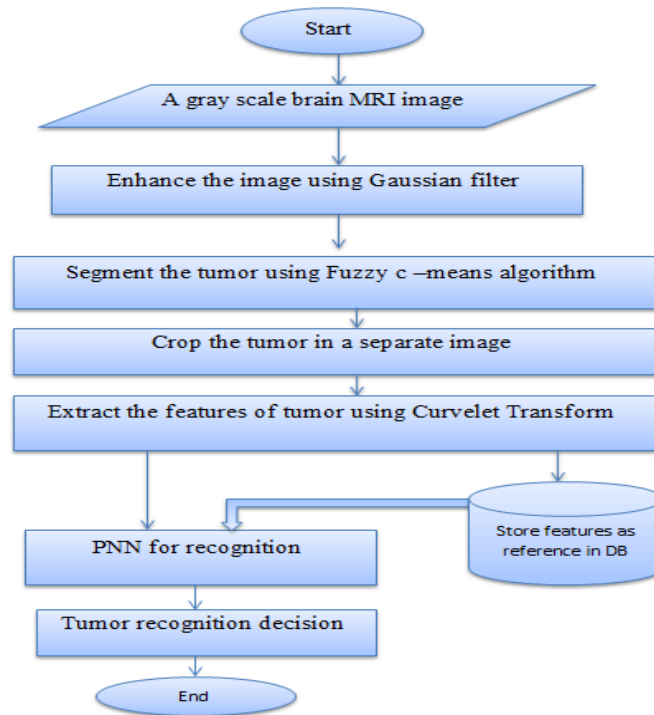 Start
A gray scale brain MRI image
Enhance the image using Gaussian filter
Segment the tumor using Fuzzy c –means algorithm
Crop the tumor in a separate image
Extract the features of tumor using Curvelet Transform
Store features as
reference in DB
PNN for recognition
Tumor recognition decision
End